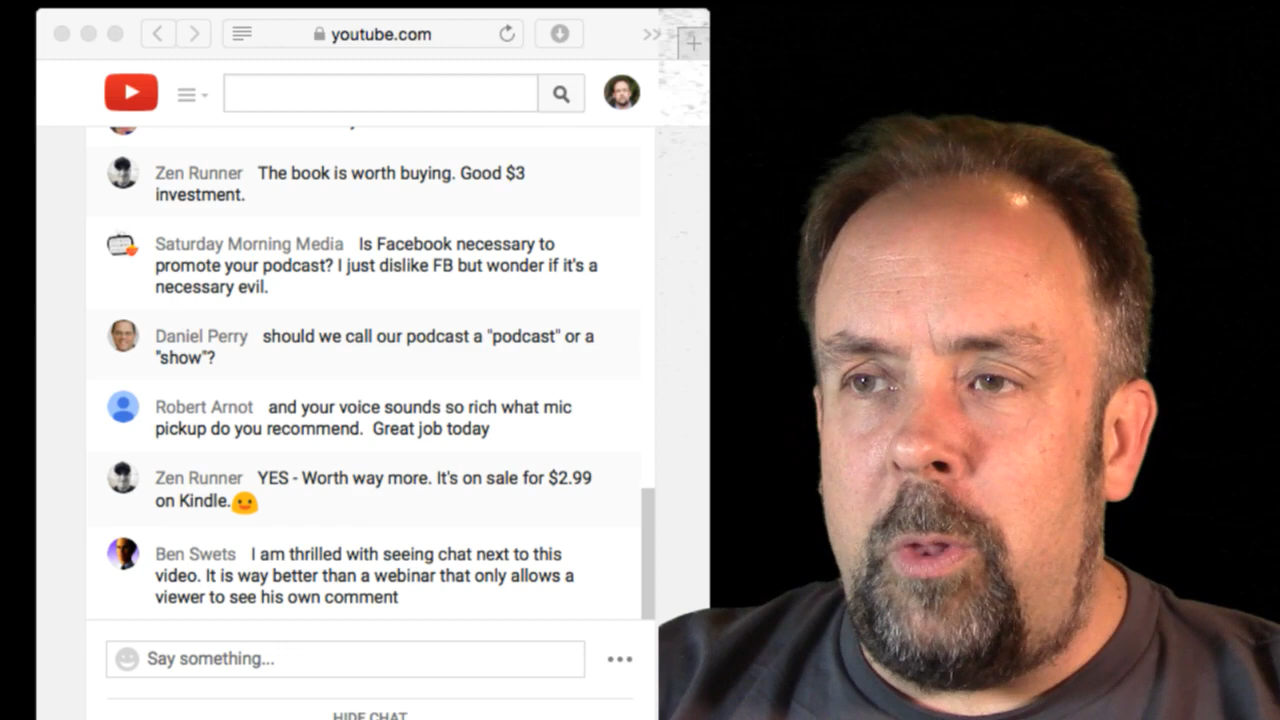 youtube.com
Zen Runner The book is worth buying. Good $3
investment.
Saturday Morning Media Is Facebook necessary to
promote your podcast? I just dislike FB but wonder if it's a
necessary evil.
Daniel Perry should we call our podcast a "podcast" or a
"show"?
Robert Arnot and your voice sounds so rich what mic
pickup do you recommend. Great job today
Zen Runner YES - Worth way more. It's on sale for $2.99
on Kindle.
Ben Swets I am thrilled with seeing chat next to this
video. It is way better than a webinar that only allows a
viewer to see his own comment
Say something...
HIDE CHAT